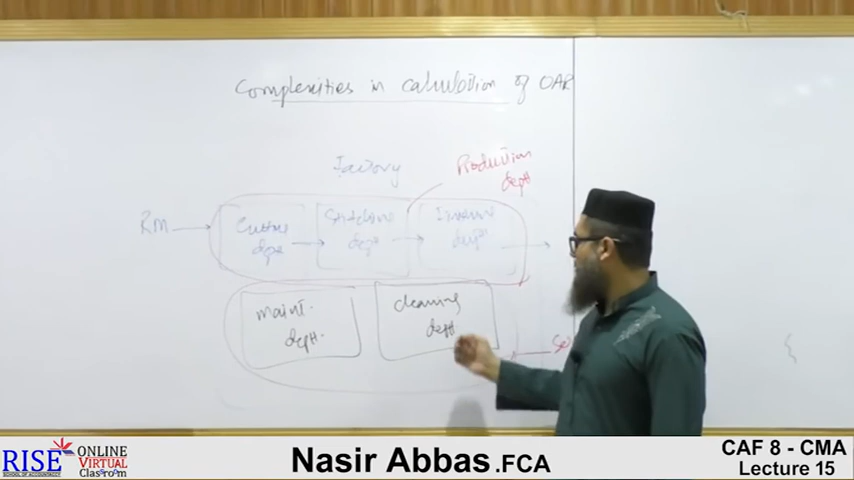 Complexities in calculation of OAR
Factory
Production
dept
RM
Cutting
dept
Stitching
dept
dept
maint.
dept.
cleaning
dept
Se
RISE
SCHOOL OF ACCOUNTANCY
ONLINE
VIRTUAL
Classroom
Nasir Abbas.FCA
CAF 8 - CMA
Lecture 15